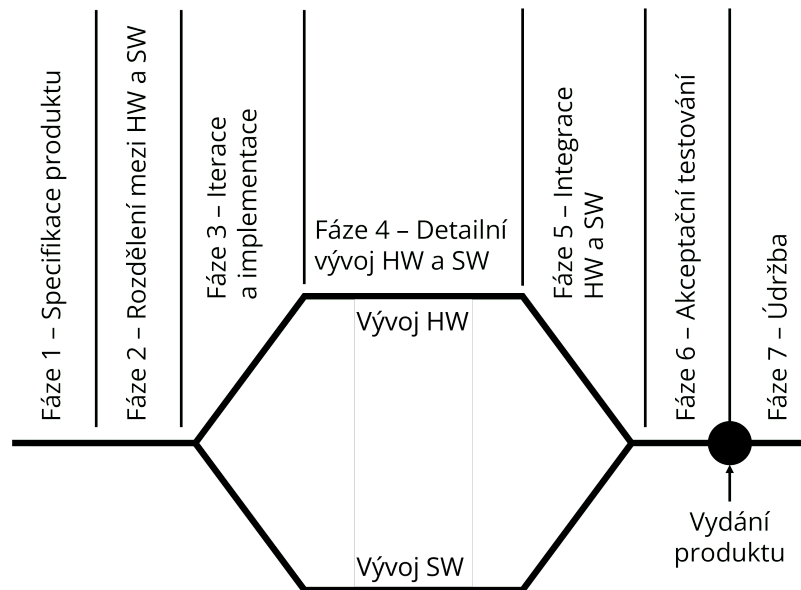 Fáze 1 – Specifikace produktu
Fáze 2 – Rozdělení mezi HW a SW
Fáze 3 – Iterace
a implementace
Fáze 4 – Detailní
vývoj HW a SW
Vývoj HW
Vývoj SW
Fáze 5 – Integrace
HW a SW
Fáze 6 – Akceptační testování
Fáze 7 – Údržba
Vydání
produktu